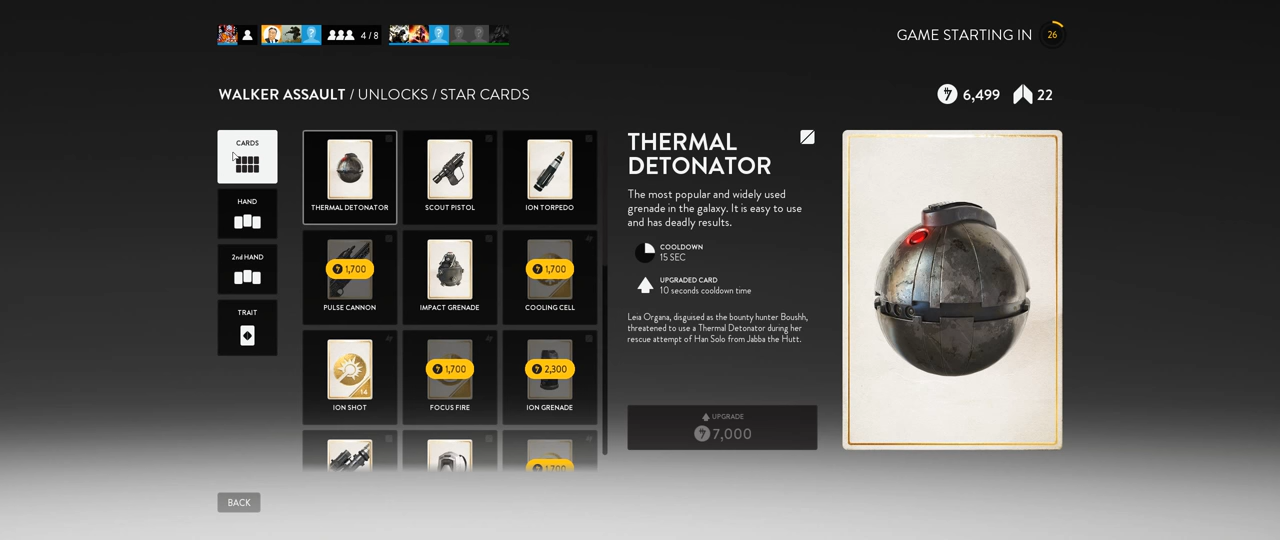 4 / 8
GAME STARTING IN 26
WALKER ASSAULT / UNLOCKS / STAR CARDS
6,499 22
CARDS
HAND
2nd HAND
TRAIT
THERMAL DETONATOR
SCOUT PISTOL
ION TORPEDO
1,700
PULSE CANNON
IMPACT GRENADE
1,700
COOLING CELL
14
ION SHOT
1,700
FOCUS FIRE
2,300
ION GRENADE
1,700
THERMAL
DETONATOR
The most popular and widely used
grenade in the galaxy. It is easy to use
and has deadly results.
COOLDOWN
15 SEC
UPGRADED CARD
10 seconds cooldown time
Leia Organa, disguised as the bounty hunter Boushh,
threatened to use a Thermal Detonator during her
rescue attempt of Han Solo from Jabba the Hutt.
UPGRADE
7,000
BACK